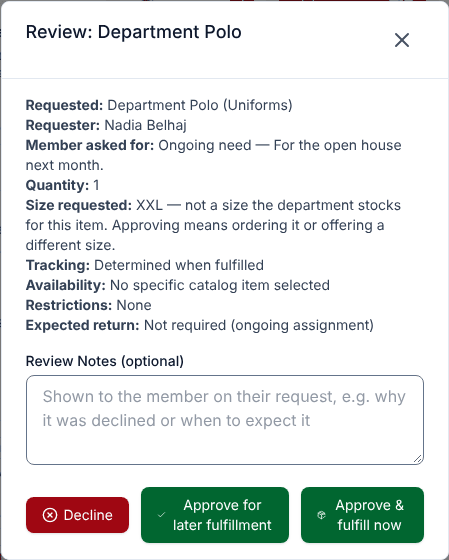 Review: Department Polo
Requested: Department Polo (Uniforms)
Requester: Nadia Belhaj
Member asked for: Ongoing need — For the open house
next month.
Quantity: 1
Size requested: XXL — not a size the department stocks
for this item. Approving means ordering it or offering a
different size.
Tracking: Determined when fulfilled
Availability: No specific catalog item selected
Restrictions: None
Expected return: Not required (ongoing assignment)
Review Notes (optional)
Shown to the member on their request, e.g. why
it was declined or when to expect it
Decline
Approve for
later fulfillment
Approve &
fulfill now